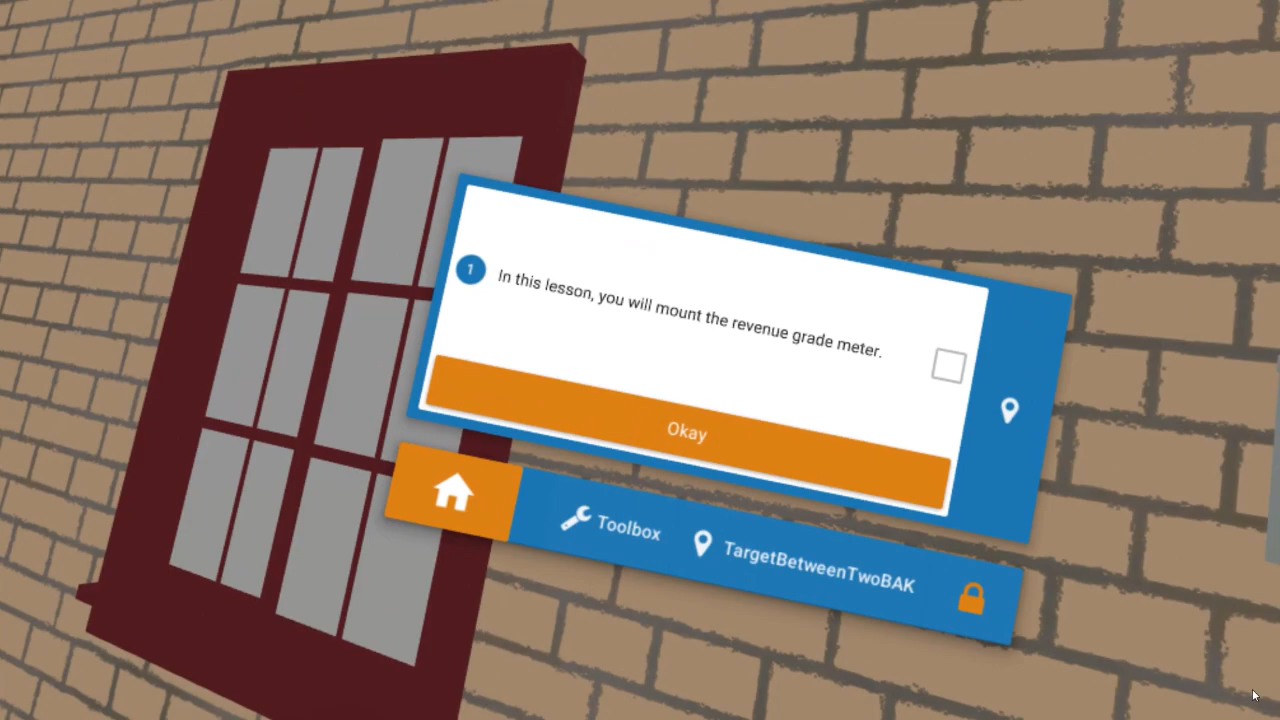 1
In this lesson, you will mount the revenue grade meter.
Okay
Toolbox
TargetBetweenTwoBAK